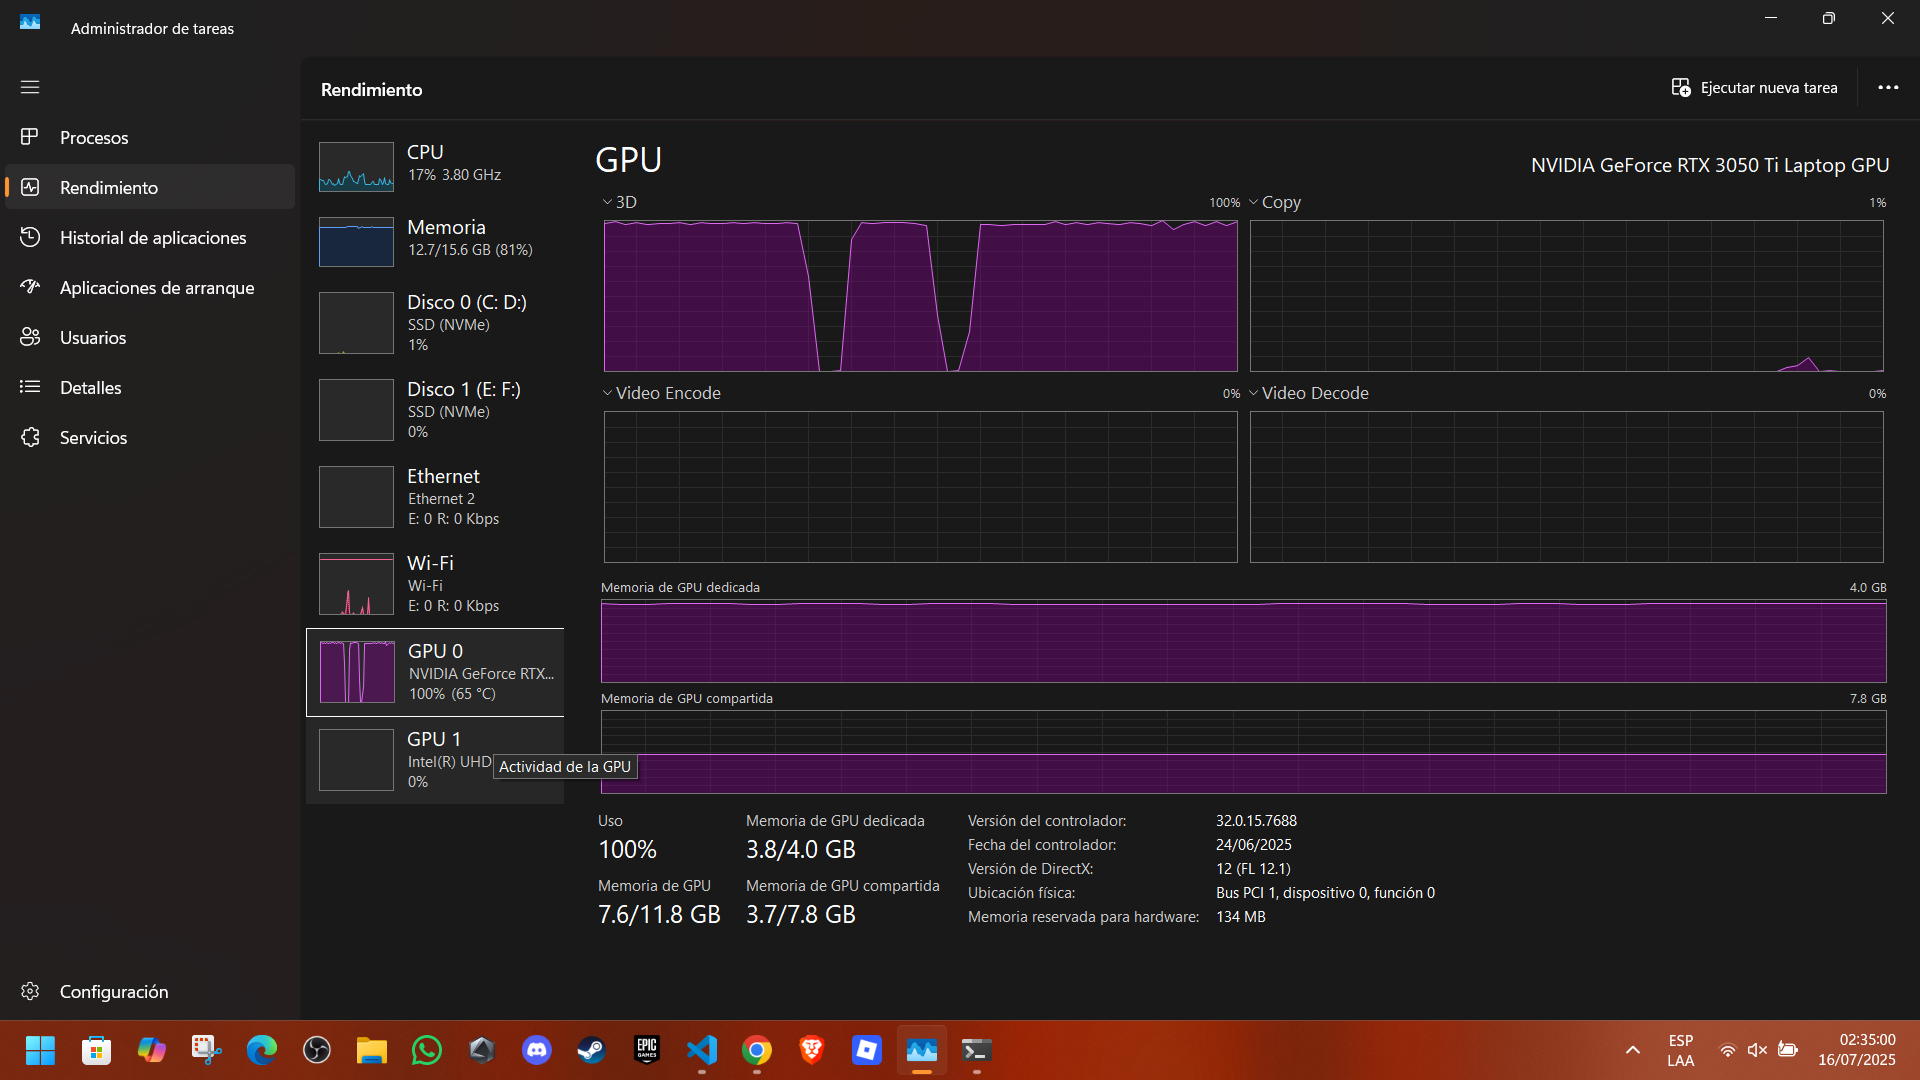 Administrador de tareas
Rendimiento
Ejecutar nueva tarea
Procesos
Rendimiento
Historial de aplicaciones
Aplicaciones de arranque
Usuarios
Detalles
Servicios
Configuración
CPU
17% 3.80 GHz
Memoria
12.7/15.6 GB (81%)
Disco 0 (C: D:)
SSD (NVMe)
1%
Disco 1 (E: F:)
SSD (NVMe)
0%
Ethernet
Ethernet 2
E: 0 R: 0 Kbps
Wi-Fi
Wi-Fi
E: 0 R: 0 Kbps
GPU 0
NVIDIA GeForce RTX...
100% (65 °C)
GPU 1
Intel(R) UHD
0%
Actividad de la GPU
GPU
NVIDIA GeForce RTX 3050 Ti Laptop GPU
3D 100%
Copy 1%
Video Encode 0%
Video Decode 0%
Memoria de GPU dedicada 4.0 GB
Memoria de GPU compartida 7.8 GB
Uso
100%
Memoria de GPU dedicada
3.8/4.0 GB
Memoria de GPU
7.6/11.8 GB
Memoria de GPU compartida
3.7/7.8 GB
Versión del controlador: 32.0.15.7688
Fecha del controlador: 24/06/2025
Versión de DirectX: 12 (FL 12.1)
Ubicación física: Bus PCI 1, dispositivo 0, función 0
Memoria reservada para hardware: 134 MB
EPIC
GAMES
ESP
LAA
02:35:00
16/07/2025